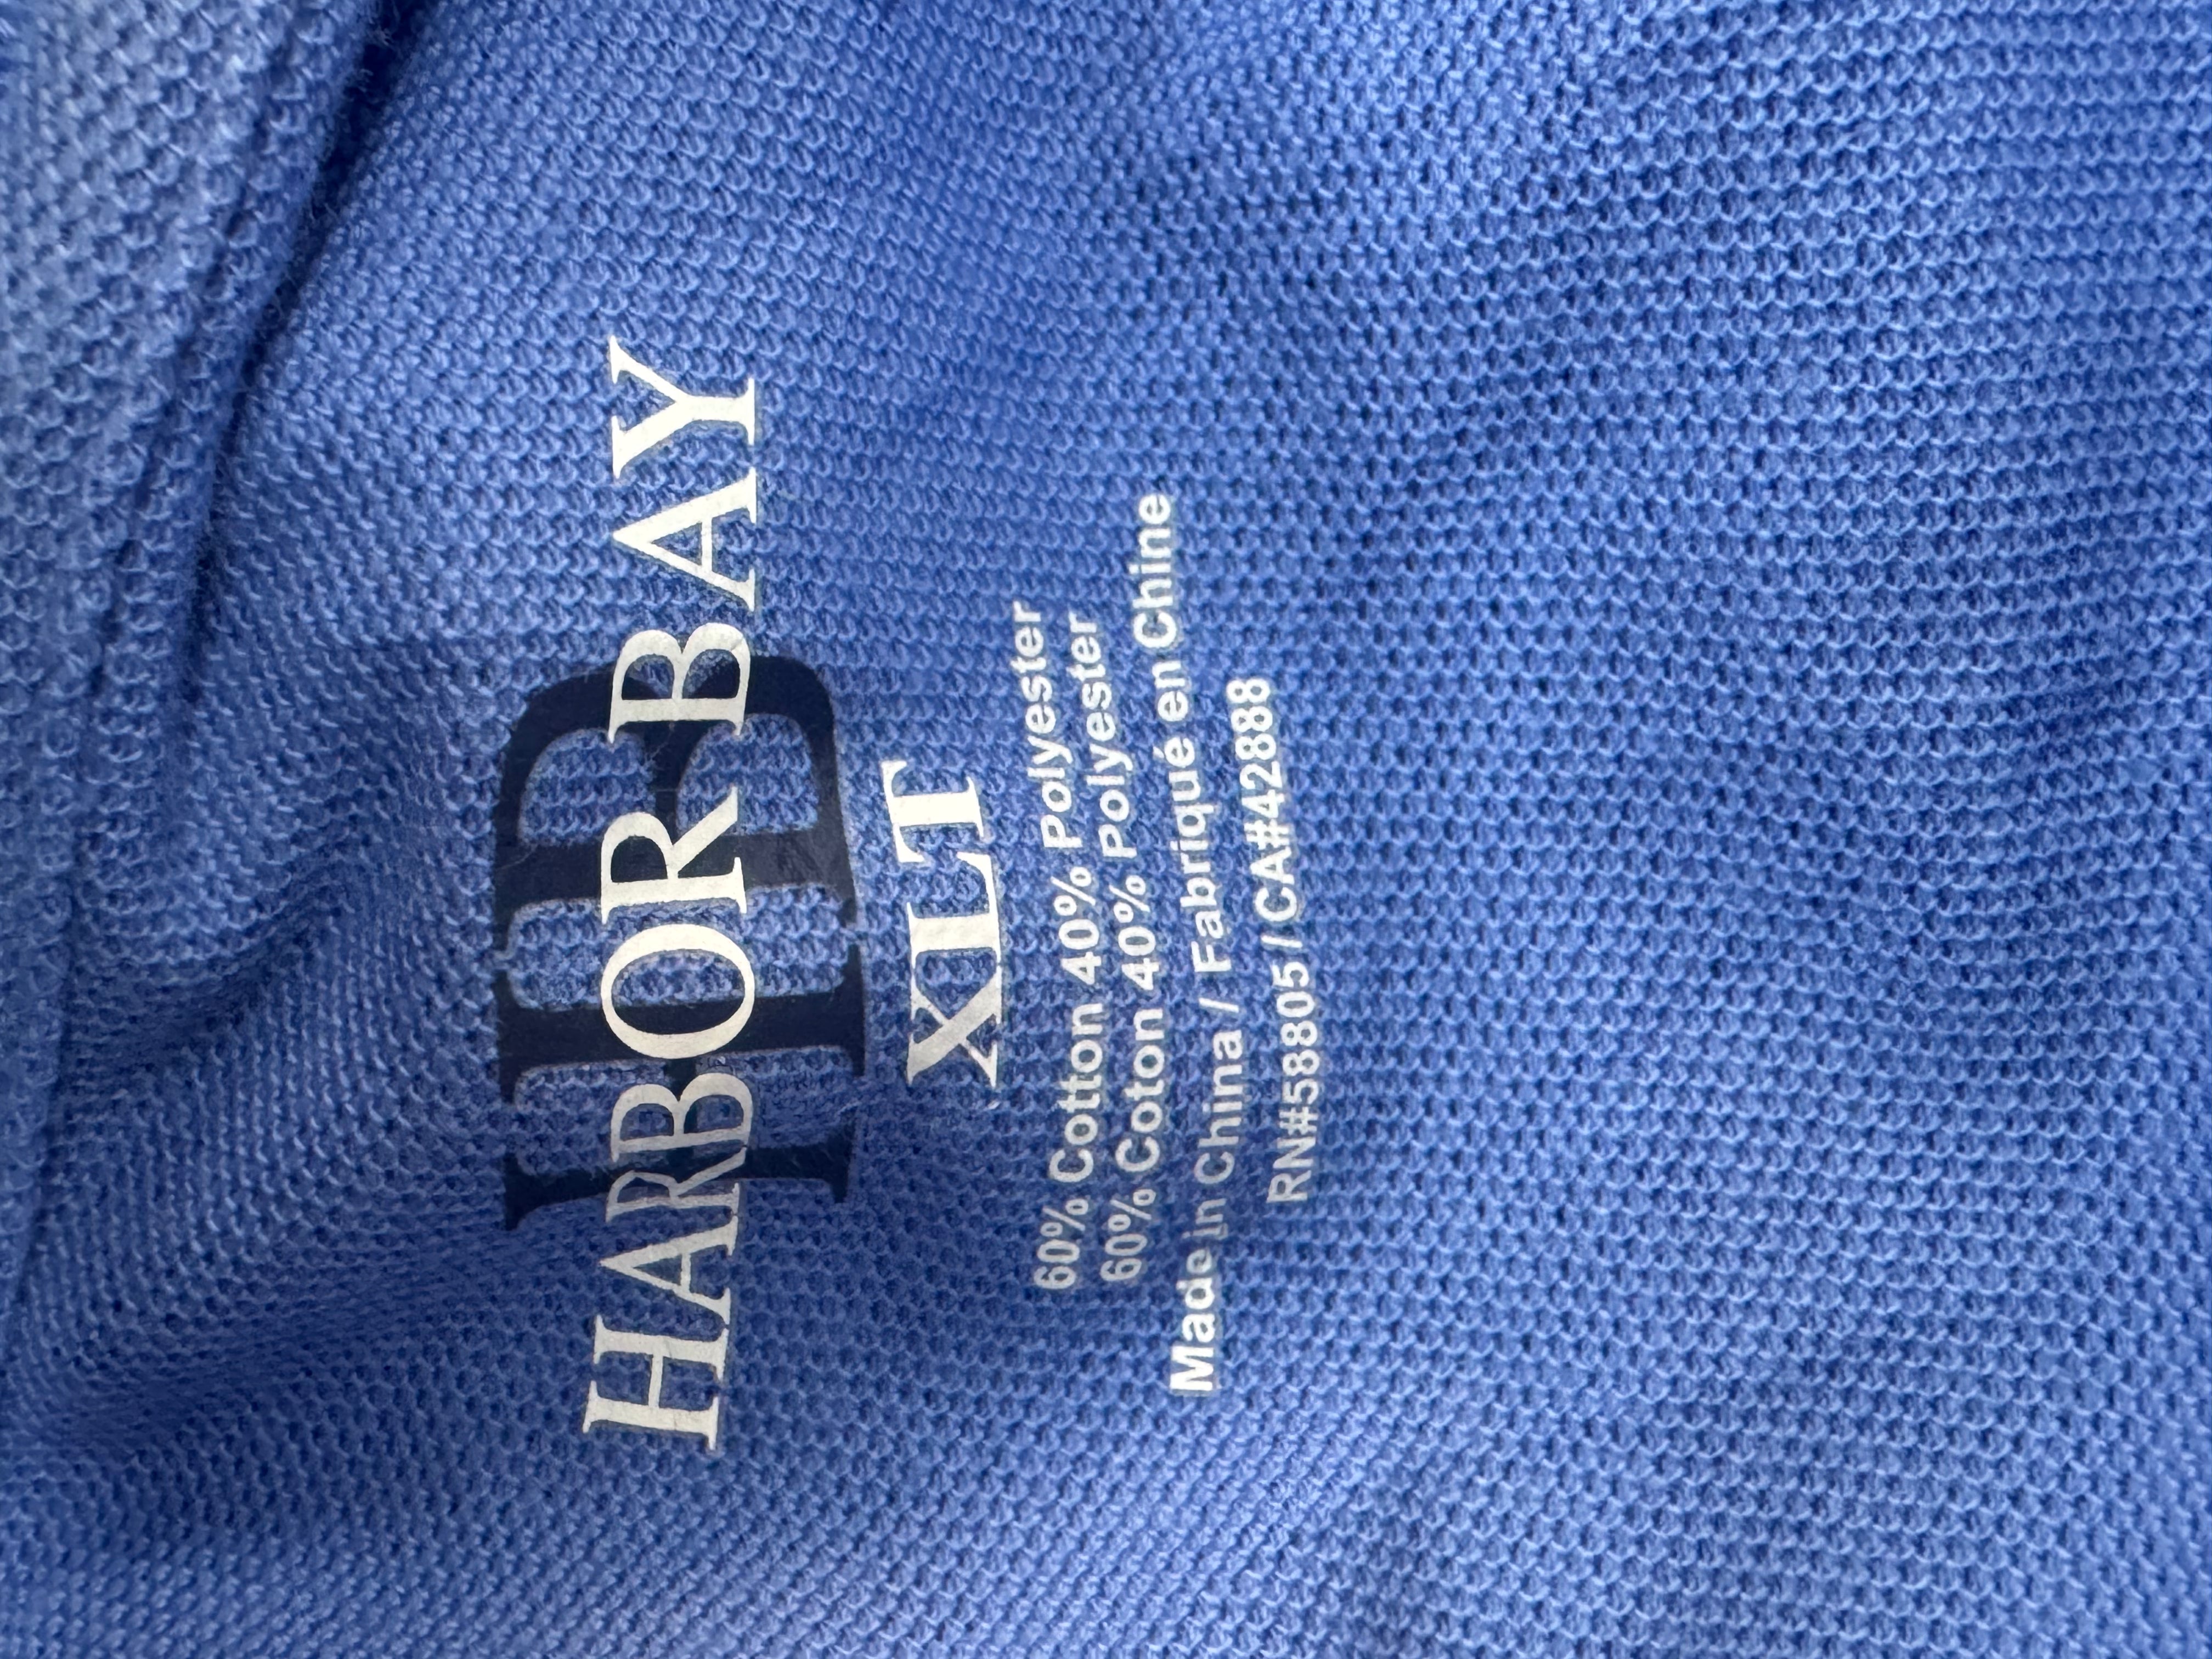 HB
HARBOR BAY
XLT
60% Cotton 40% Polyester
60% Coton 40% Polyester
Made in China / Fabriqué en Chine
RN#58805 / CA#42888